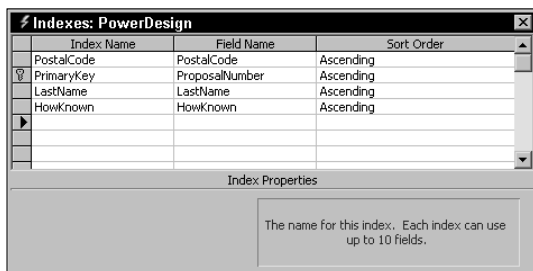 Indexes: PowerDesign
Index Name Field Name Sort Order
PostalCode PostalCode Ascending
PrimaryKey ProposalNumber Ascending
LastName LastName Ascending
HowKnown HowKnown Ascending
Index Properties
The name for this index. Each index can use
up to 10 fields.